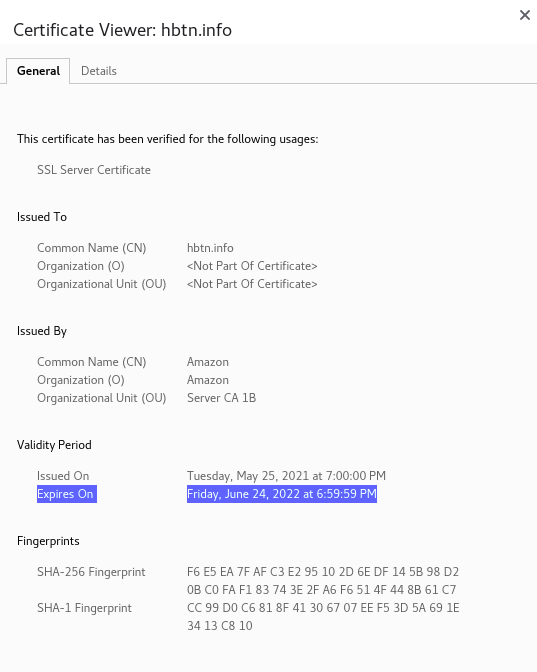 Certificate Viewer: hbtn.info
General Details
This certificate has been verified for the following usages:
SSL Server Certificate
Issued To
Common Name (CN) hbtn.info
Organization (O) <Not Part Of Certificate>
Organizational Unit (OU) <Not Part Of Certificate>
Issued By
Common Name (CN) Amazon
Organization (O) Amazon
Organizational Unit (OU) Server CA 1B
Validity Period
Issued On Tuesday, May 25, 2021 at 7:00:00 PM
Expires On Friday, June 24, 2022 at 6:59:59 PM
Fingerprints
SHA-256 Fingerprint F6 E5 EA 7F AF C3 E2 95 10 2D 6E DF 14 5B 98 D2
0B C0 FA F1 83 74 3E 2F A6 F6 51 4F 44 8B 61 C7
SHA-1 Fingerprint CC 99 D0 C6 81 8F 41 30 67 07 EE F5 3D 5A 69 1E
34 13 C8 10